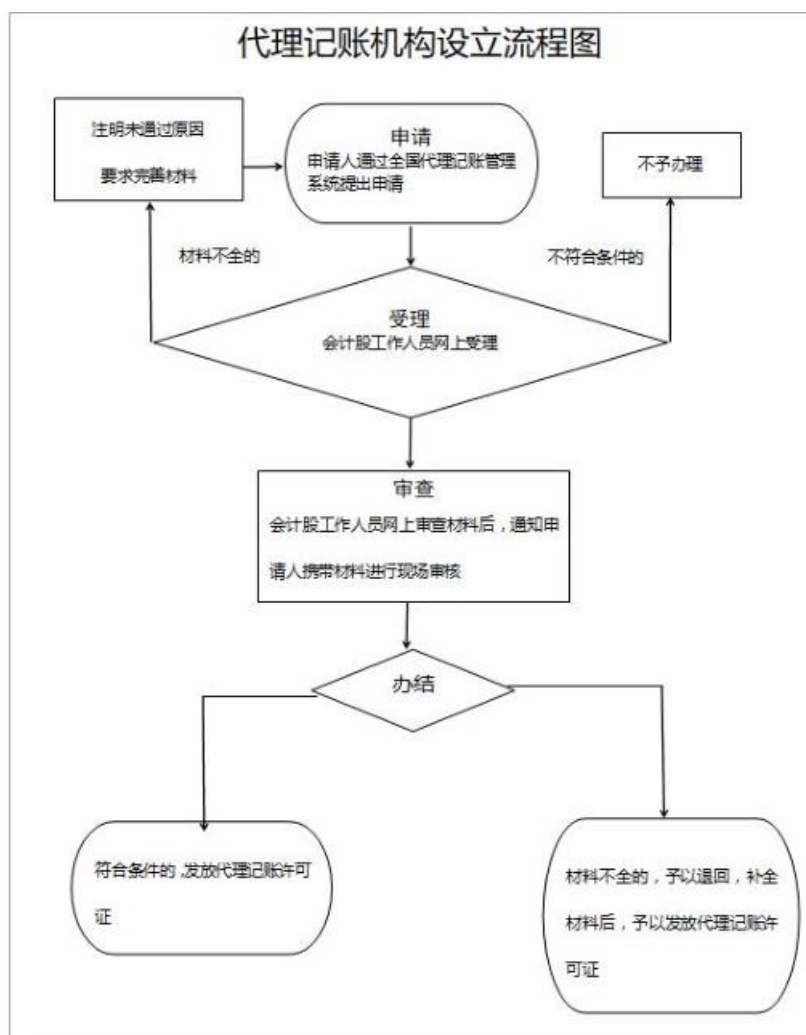 代理记账机构设立流程图
注明未通过原因
要求完善材料
申请
申请人通过全国代理记账管理
系统提出申请
不予办理
材料不全的
不符合条件的
受理
会计股工作人员网上受理
审查
会计股工作人员网上审查材料后，通知申
请人携带材料进行现场审核
办结
符合条件的,发放代理记账许可
证
材料不全的，予以退回，补全
材料后，予以发放代理记账许
可证